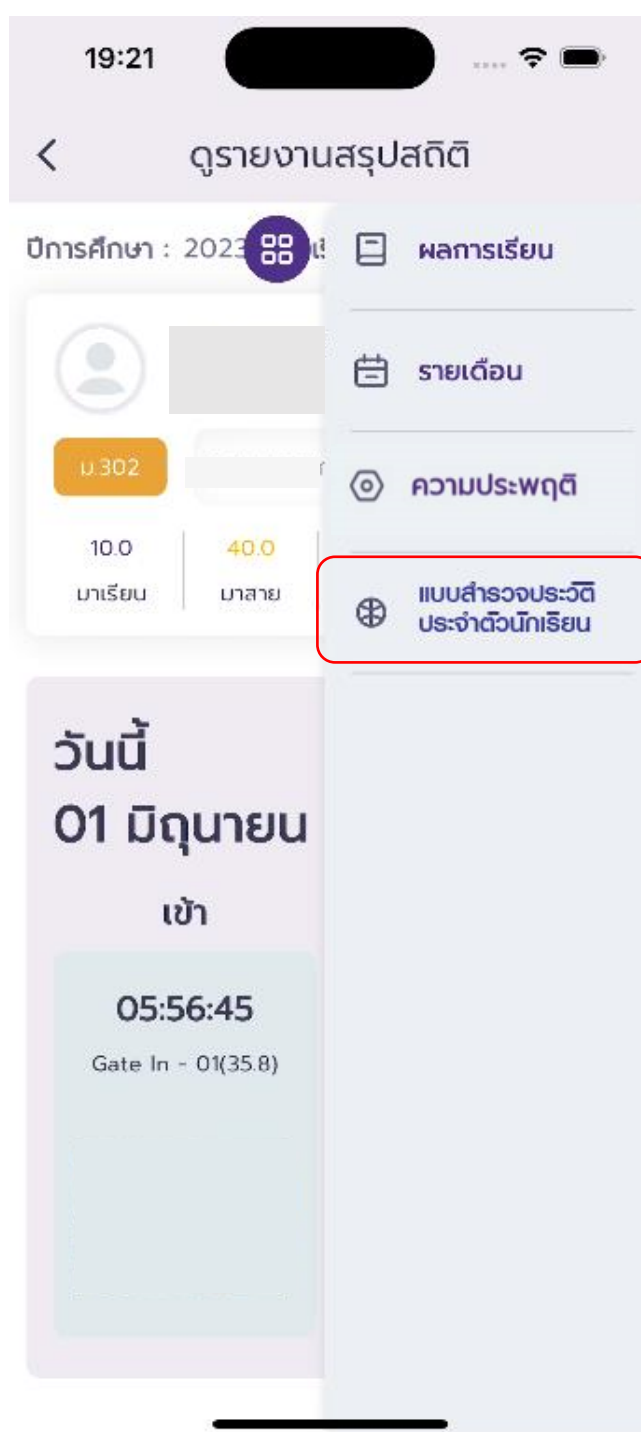 19:21
ดูรายงานสรุปสถิติ
ปีการศึกษา : 2023
ผลการเรียน
รายเดือน
ม.302
ความประพฤติ
10.0
40.0
มาเรียน
มาสาย
แบบสำรวจประวัติ
ประจำตัวนักเรียน
วันนี้
01 มิถุนายน
เข้า
05:56:45
Gate In - 01(35.8)